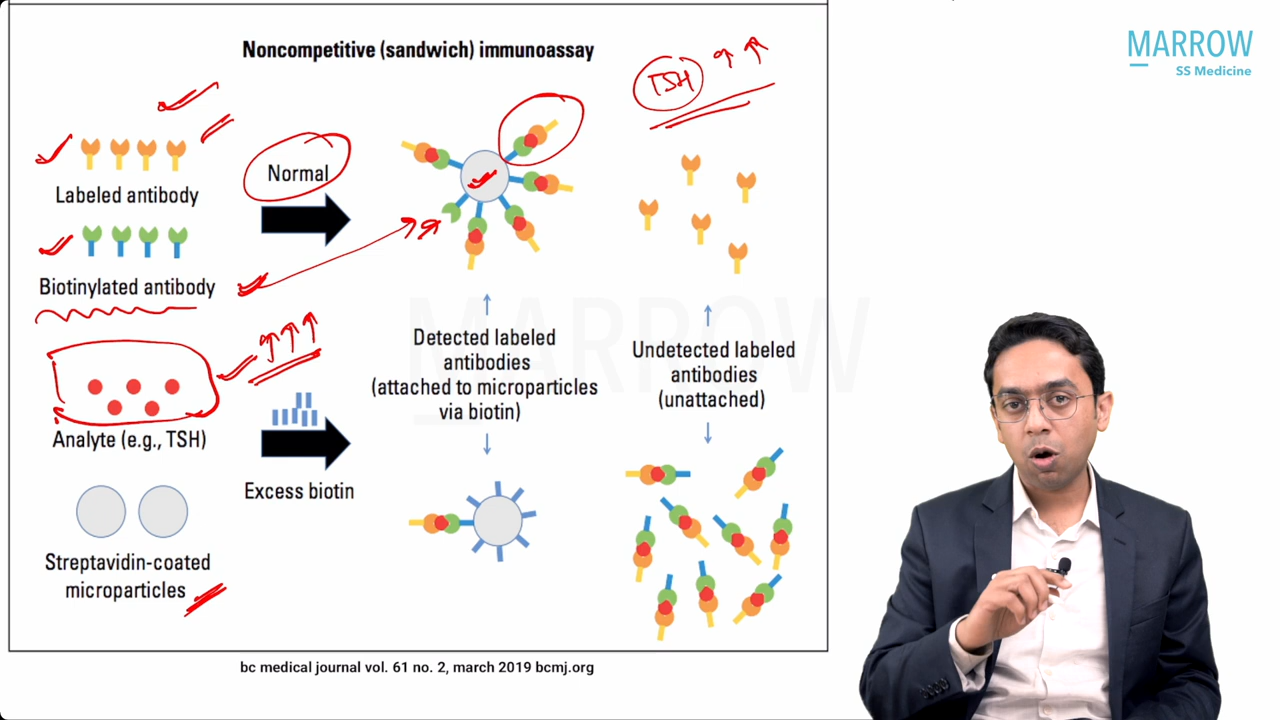 MARROW
SS Medicine
Noncompetitive (sandwich) immunoassay
TSH
Labeled antibody
Normal
Biotinylated antibody
Analyte (e.g., TSH)
Excess biotin
Streptavidin-coated
microparticles
Detected labeled
antibodies
(attached to microparticles
via biotin)
Undetected labeled
antibodies
(unattached)
MARROW
bc medical journal vol. 61 no. 2, march 2019 bcmj.org